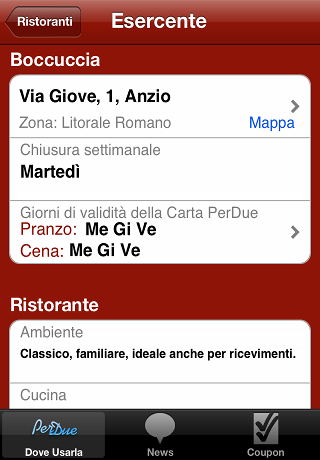 Ristoranti
Esercente
Boccuccia
Via Giove, 1, Anzio
Zona: Litorale Romano
Mappa
Chiusura settimanale
Martedì
Giorni di validità della Carta PerDue
Pranzo: Me Gi Ve
Cena: Me Gi Ve
Ristorante
Ambiente
Classico, familiare, ideale anche per ricevimenti.
Cucina
PerDue
Dove Usarla
News
Coupon